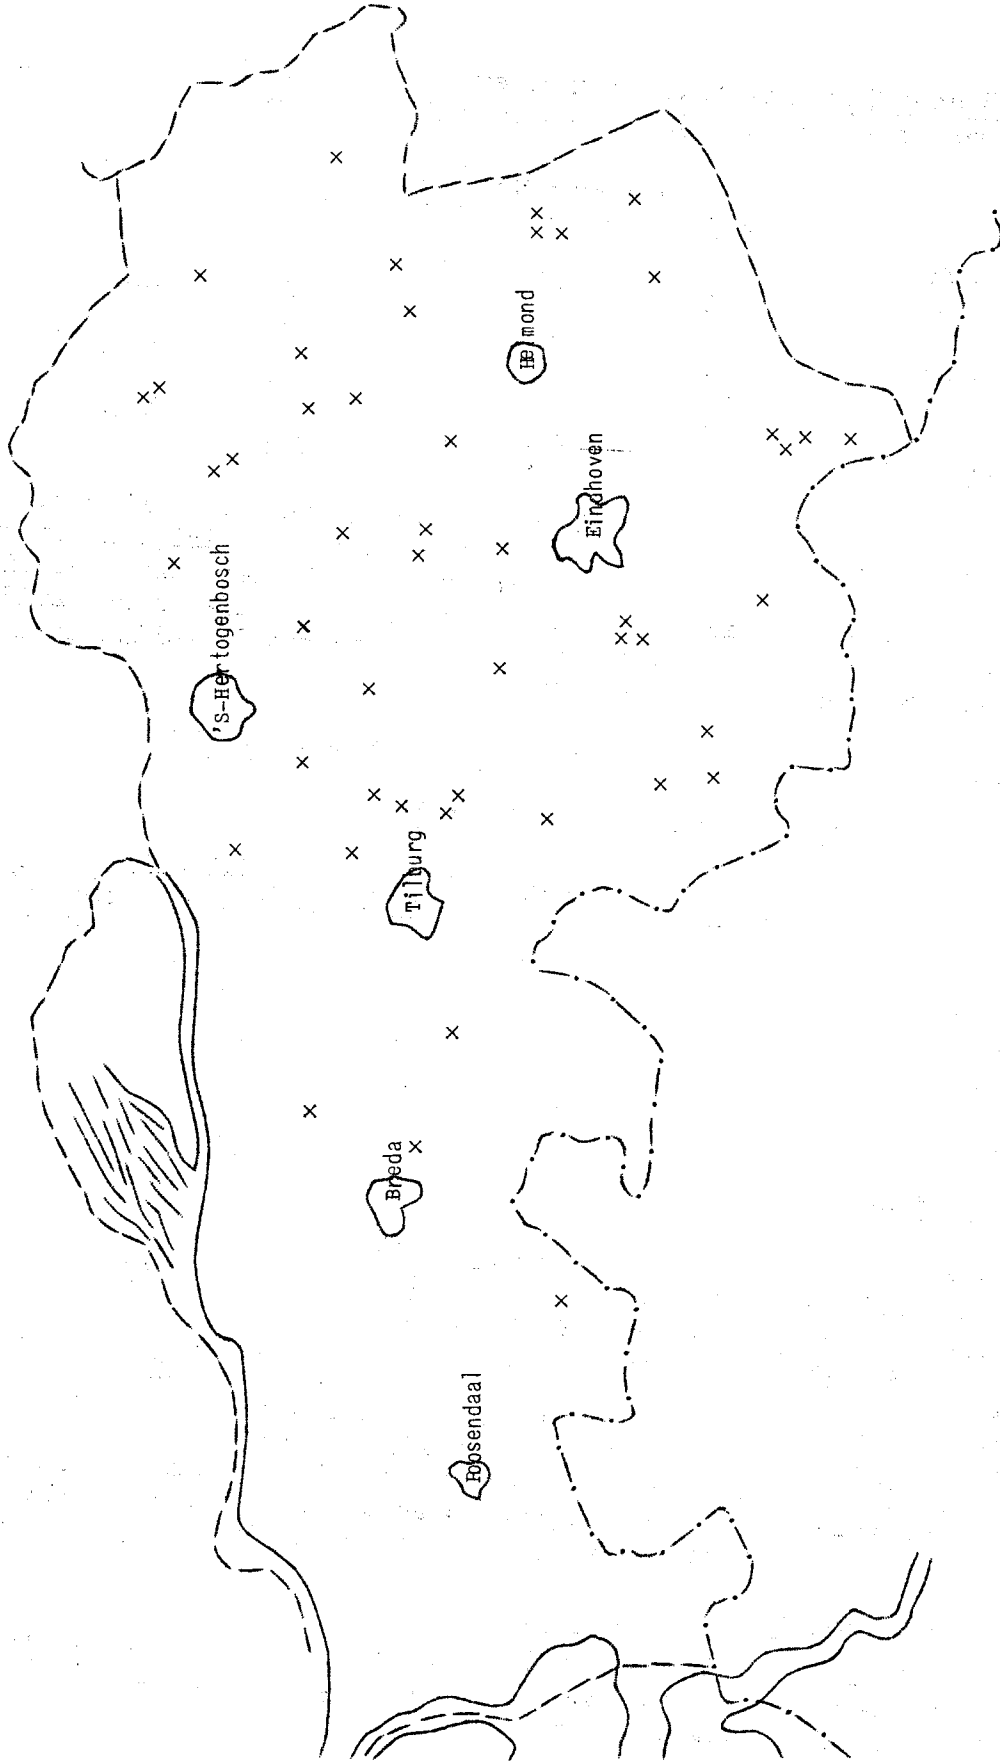 'S-Hertogenbosch
Helmond
Eindhoven
Tilburg
Breda
Roosendaal